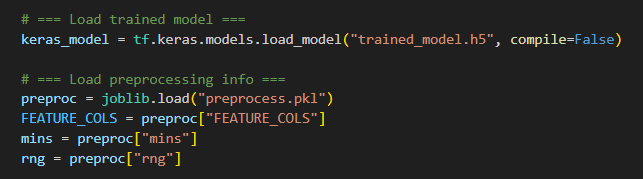 # === Load trained model ===
keras_model = tf.keras.models.load_model("trained_model.h5", compile=False)
# === Load preprocessing info ===
preproc = joblib.load("preprocess.pkl")
FEATURE_COLS = preproc["FEATURE_COLS"]
mins = preproc["mins"]
rng = preproc["rng"]